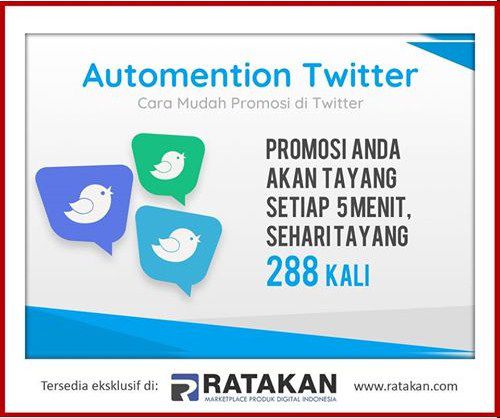 Automention Twitter
Cara Mudah Promosi di Twitter
PROMOSI ANDA
AKAN TAYANG
SETIAP 5 MENIT,
SEHARI TAYANG
288 KALI
Tersedia eksklusif di: RATAKAN www.ratakan.com
MARKETPLACE PRODUK DIGITAL INDONESIA